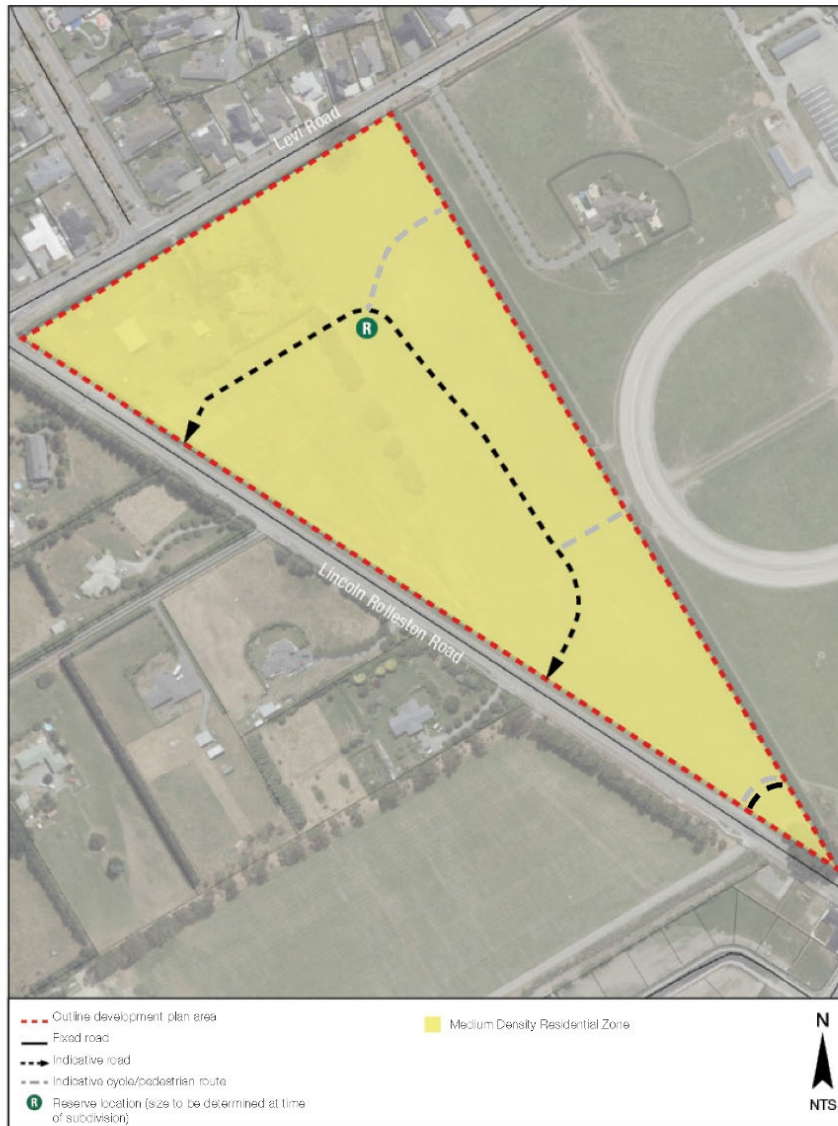 Levi Road
R
Lincoln Rolleston Road
Outline development plan area
Fixed road
Indicative road
Indicative cycle/pedestrian route
R Reserve location (size to be determined at time
of subdivision)
Medium Density Residential Zone
N
NTS